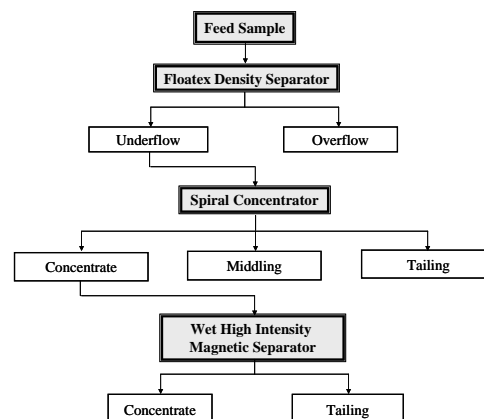 Feed Sample
Floatex Density Separator
Underflow
Overflow
Spiral Concentrator
Concentrate
Middling
Tailing
Wet High Intensity
Magnetic Separator
Concentrate
Tailing